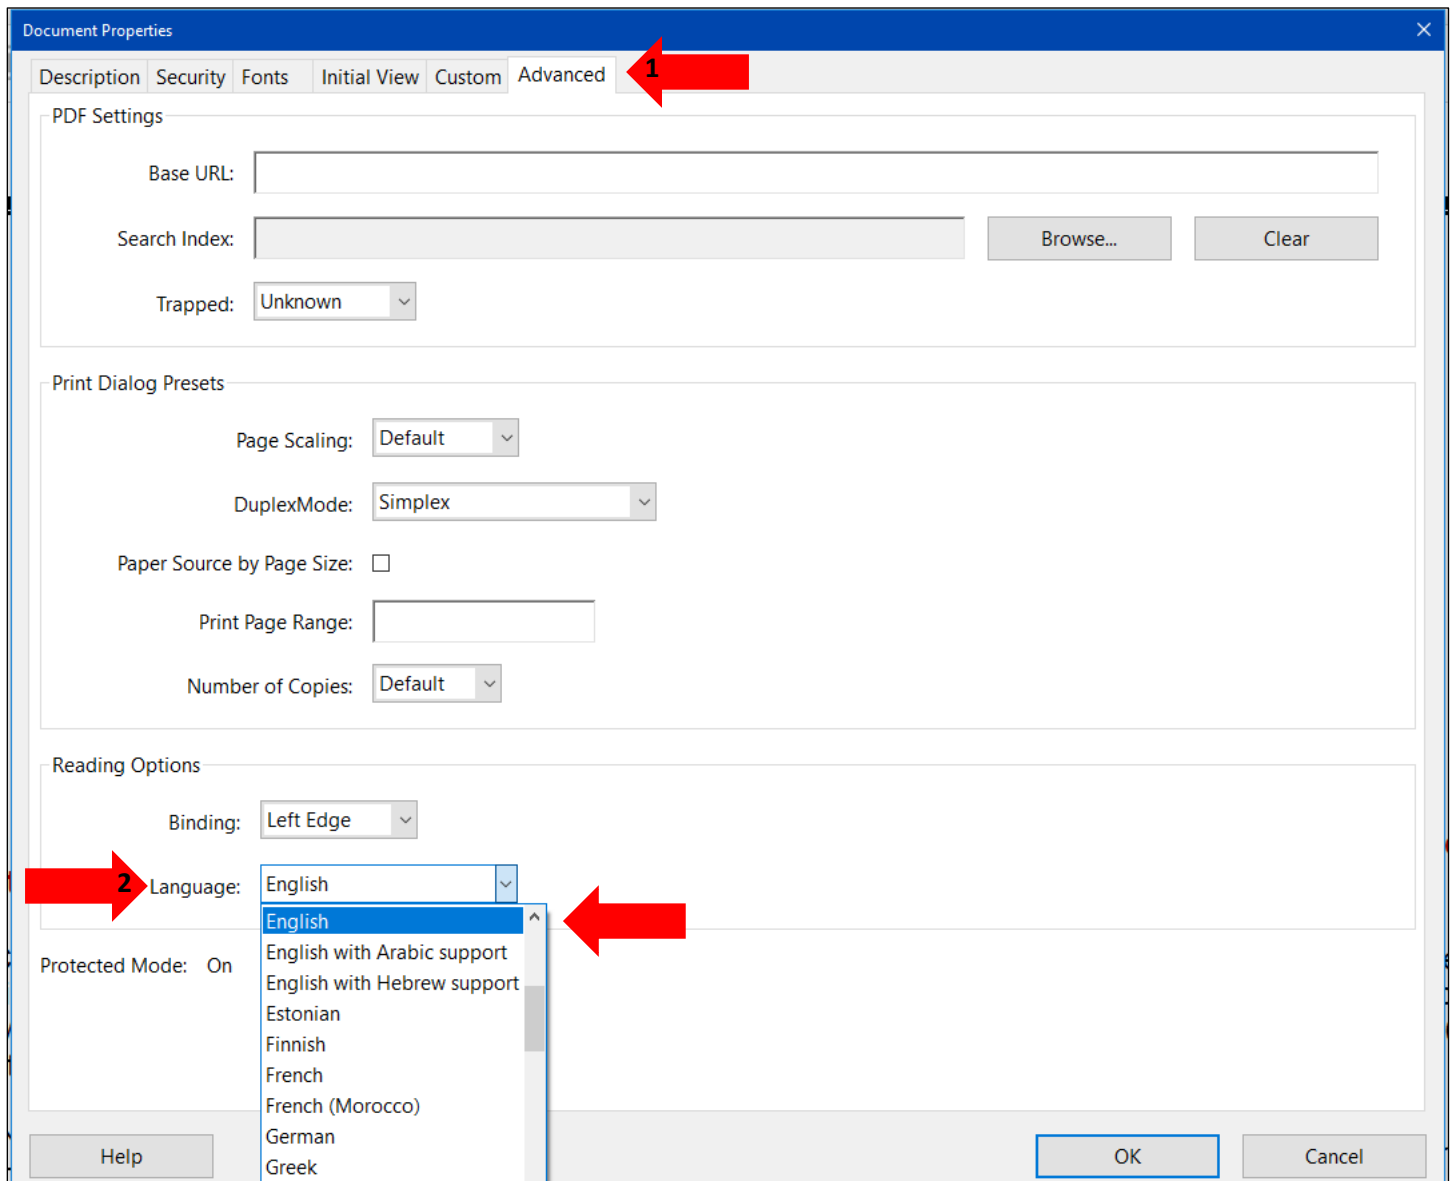 Document Properties
Description Security Fonts Initial View Custom Advanced 1
PDF Settings
Base URL:
Search Index: Browse... Clear
Trapped: Unknown
Print Dialog Presets
Page Scaling: Default
DuplexMode: Simplex
Paper Source by Page Size:
Print Page Range:
Number of Copies: Default
Reading Options
Binding: Left Edge
2 Language: English
English
English with Arabic support
English with Hebrew support
Protected Mode: On
Estonian
Finnish
French
French (Morocco)
German
Greek
Help OK Cancel